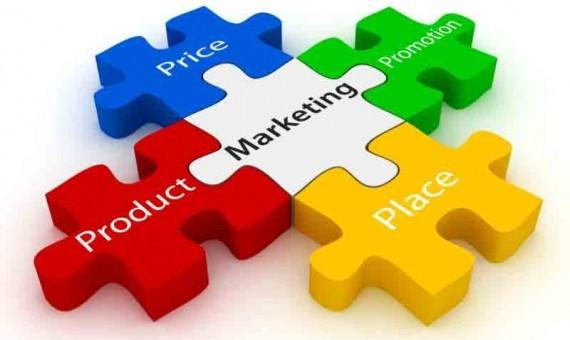 Price
Promotion
Marketing
Product
Place